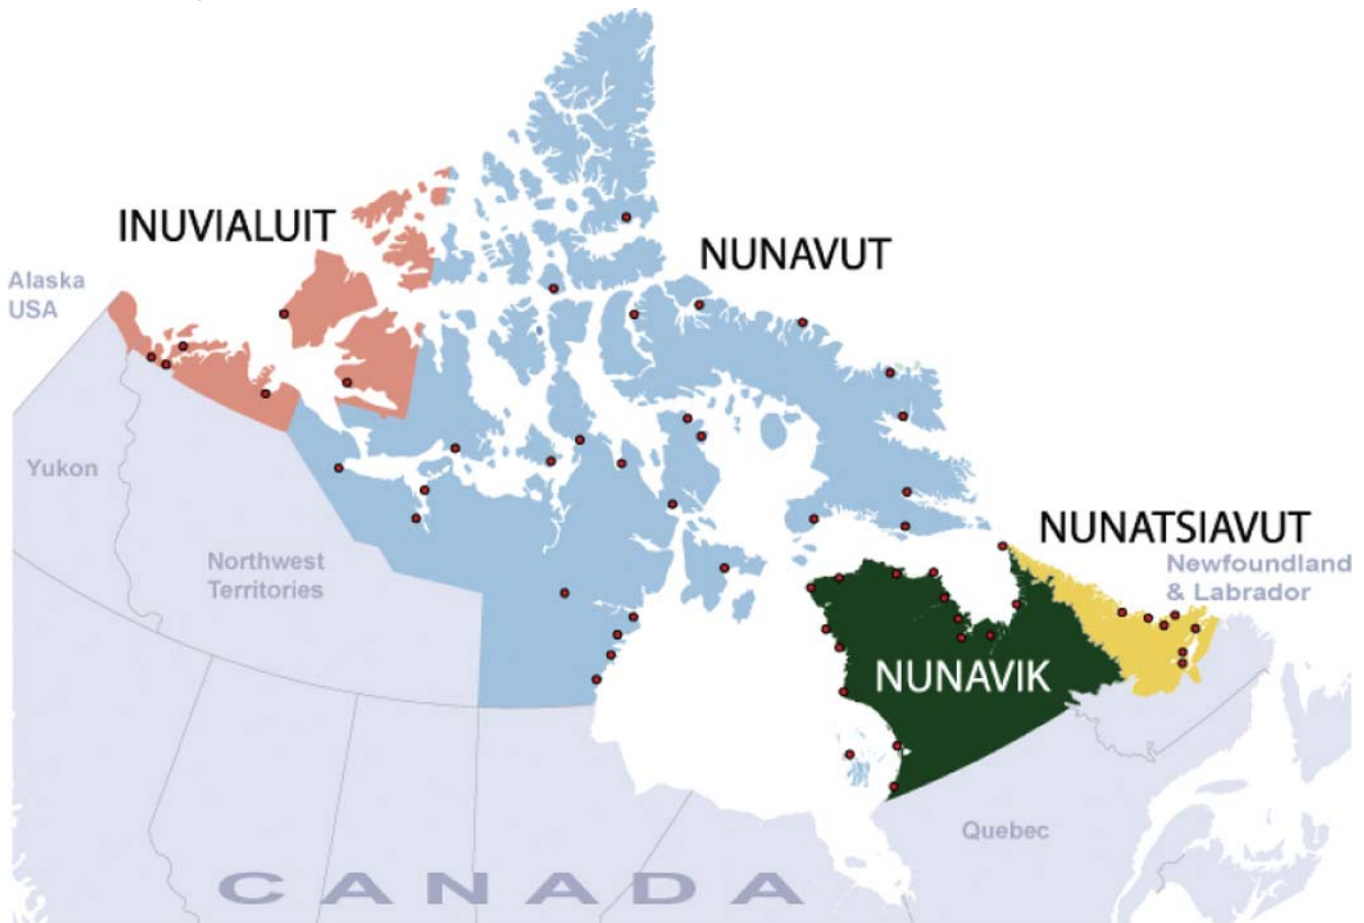 INUVIALUIT
NUNAVUT
Alaska
USA
Yukon
NUNATSIAVUT
Northwest
Territories
Newfoundland
& Labrador
NUNAVIK
Quebec
CANADA